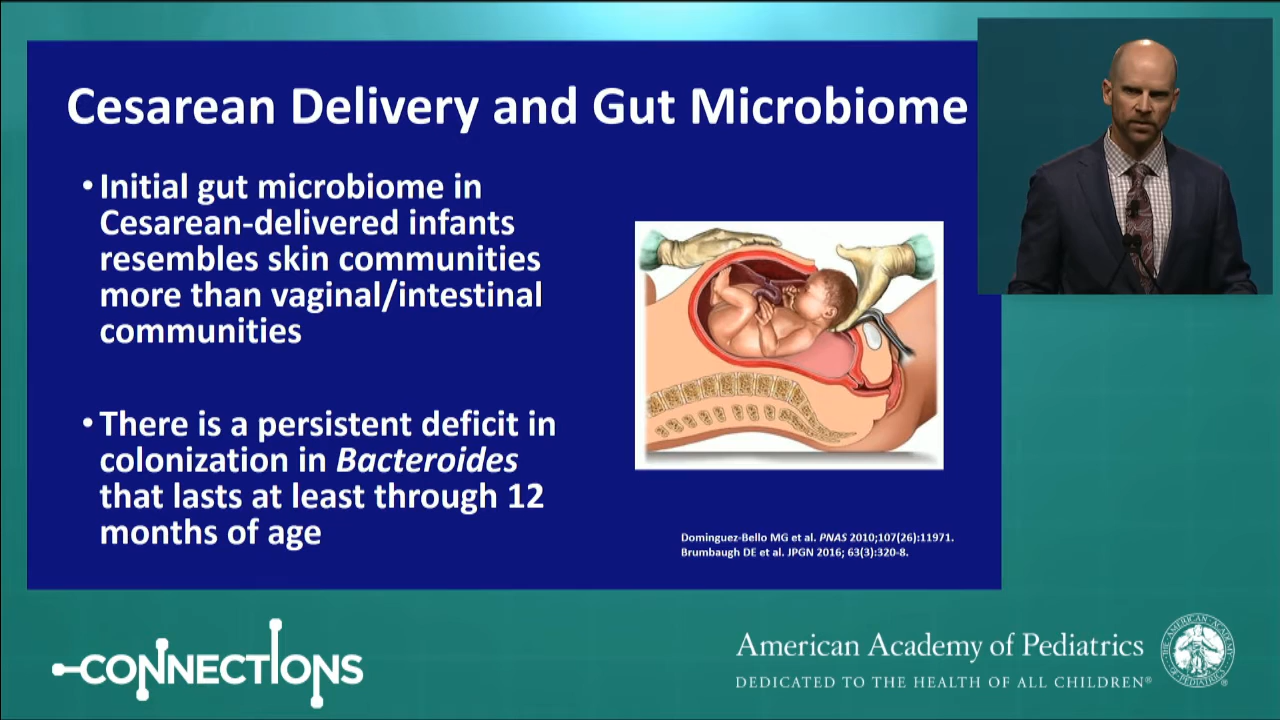 Cesarean Delivery and Gut Microbiome
• Initial gut microbiome in
Cesarean-delivered infants
resembles skin communities
more than vaginal/intestinal
communities
• There is a persistent deficit in
colonization in Bacteroides
that lasts at least through 12
months of age
Dominguez-Bello MG et al. PNAS 2010;107(26):11971.
Brumbaugh DE et al. JPGN 2016; 63(3):320-8.
CONNECTIONS
American Academy of Pediatrics
DEDICATED TO THE HEALTH OF ALL CHILDREN®